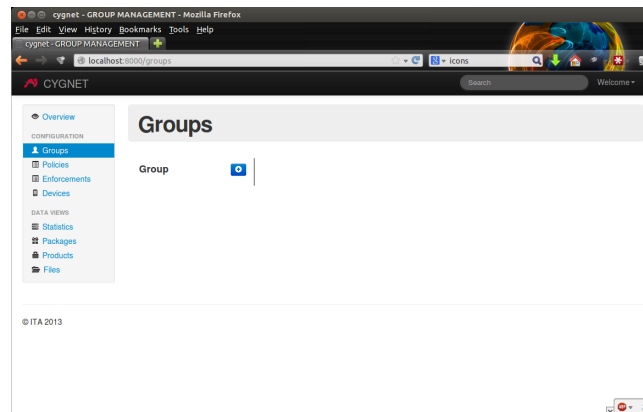 cygnet - GROUP MANAGEMENT - Mozilla Firefox
File Edit View History Bookmarks Tools Help
cygnet - GROUP MANAGEMENT
localhost:8000/groups
icons
CYGNET
Search
Welcome
Overview
CONFIGURATION
Groups
Policies
Enforcements
Devices
DATA VIEWS
Statistics
Packages
Products
Files
Groups
Group
© ITA 2013